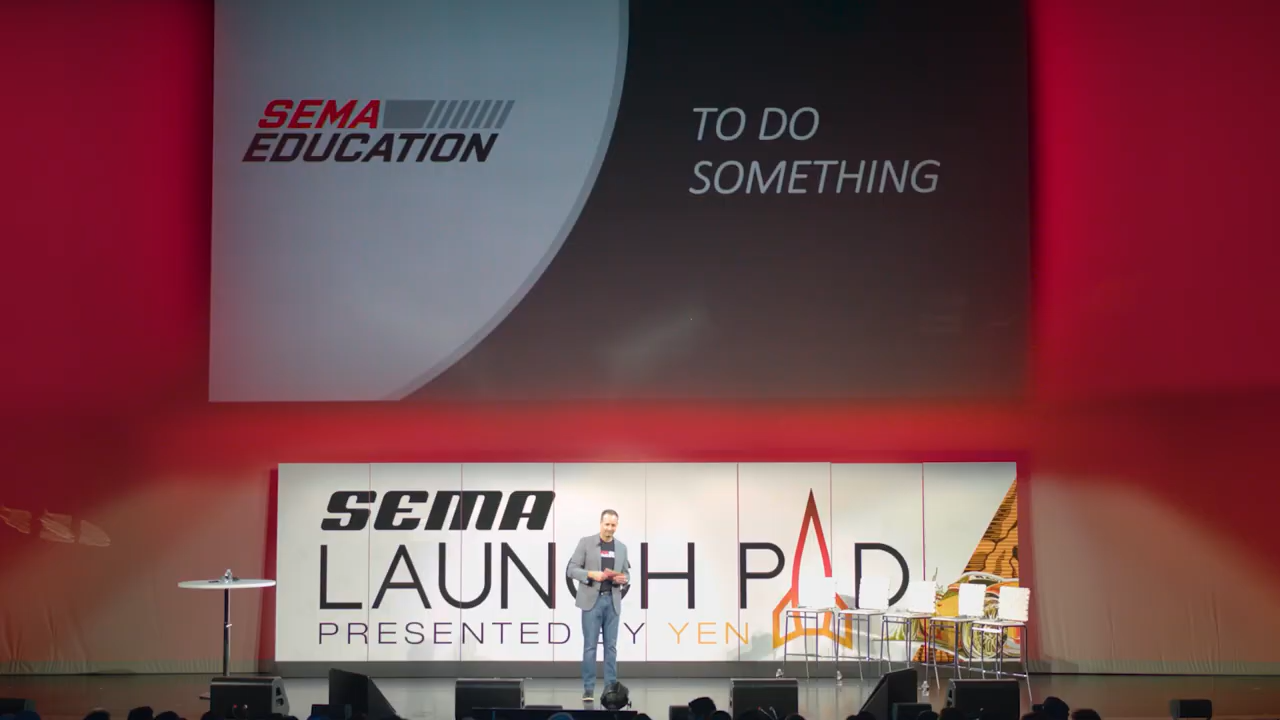 SEMA
EDUCATION
TO DO
SOMETHING
SEMA
LAUNCH PAD
PRESENTED BY YEN